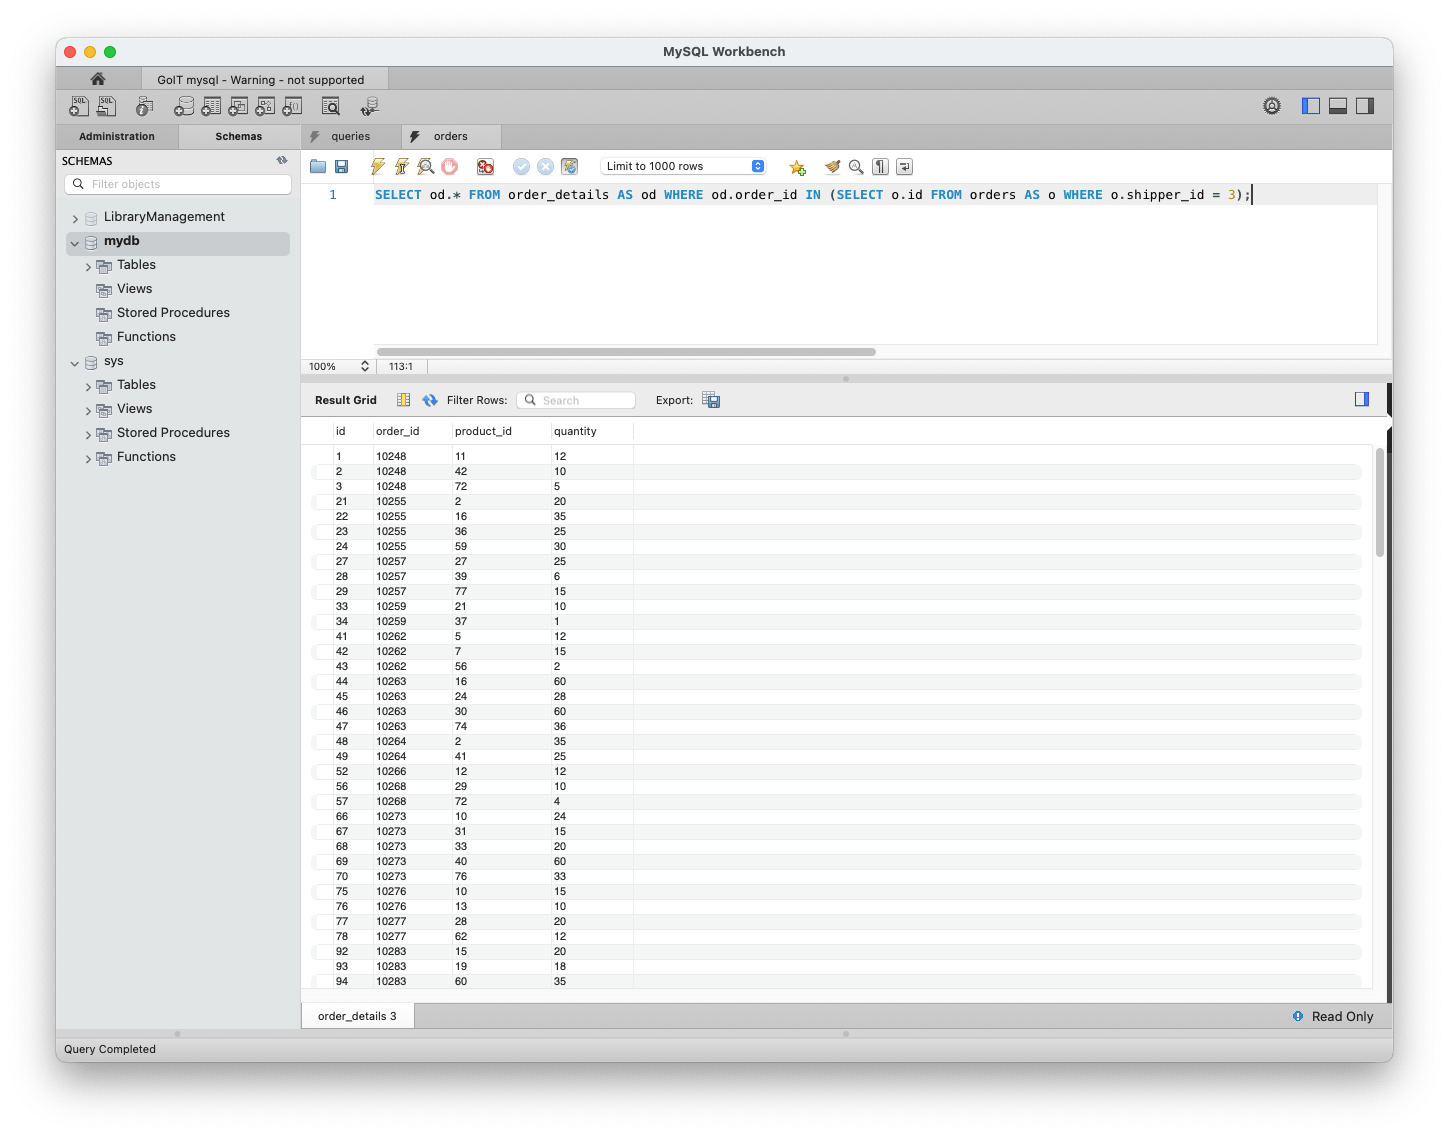 MySQL Workbench
GoIT mysql - Warning - not supported
Administration Schemas queries orders
SCHEMAS
Filter objects
LibraryManagement
mydb
Tables
Views
Stored Procedures
Functions
sys
Tables
Views
Stored Procedures
Functions
Limit to 1000 rows
1 SELECT od.* FROM order_details AS od WHERE od.order_id IN (SELECT o.id FROM orders AS o WHERE o.shipper_id = 3);
100% 113:1
Result Grid Filter Rows: Search Export:
id order_id product_id quantity
1 10248 11 12
2 10248 42 10
3 10248 72 5
21 10255 2 20
22 10255 16 35
23 10255 36 25
24 10255 59 30
27 10257 27 25
28 10257 39 6
29 10257 77 15
33 10259 21 10
34 10259 37 1
41 10262 5 12
42 10262 7 15
43 10262 56 2
44 10263 16 60
45 10263 24 28
46 10263 30 60
47 10263 74 36
48 10264 2 35
49 10264 41 25
52 10266 12 12
56 10268 29 10
57 10268 72 4
66 10273 10 24
67 10273 31 15
68 10273 33 20
69 10273 40 60
70 10273 76 33
75 10276 10 15
76 10276 13 10
77 10277 28 20
78 10277 62 12
92 10283 15 20
93 10283 19 18
94 10283 60 35
order_details 3 Read Only
Query Completed